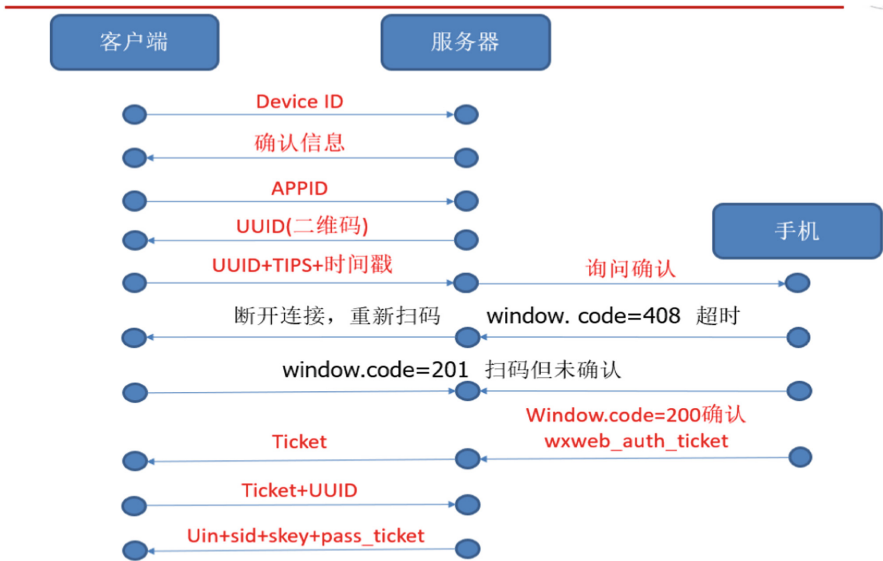 客户端
服务器
Device ID
确认信息
APPID
UUID(二维码)
手机
UUID+TIPS+时间戳
询问确认
断开连接，重新扫码
window. code=408 超时
window.code=201 扫码但未确认
Window.code=200确认
wxweb_auth_ticket
Ticket
Ticket+UUID
Uin+sid+skey+pass_ticket